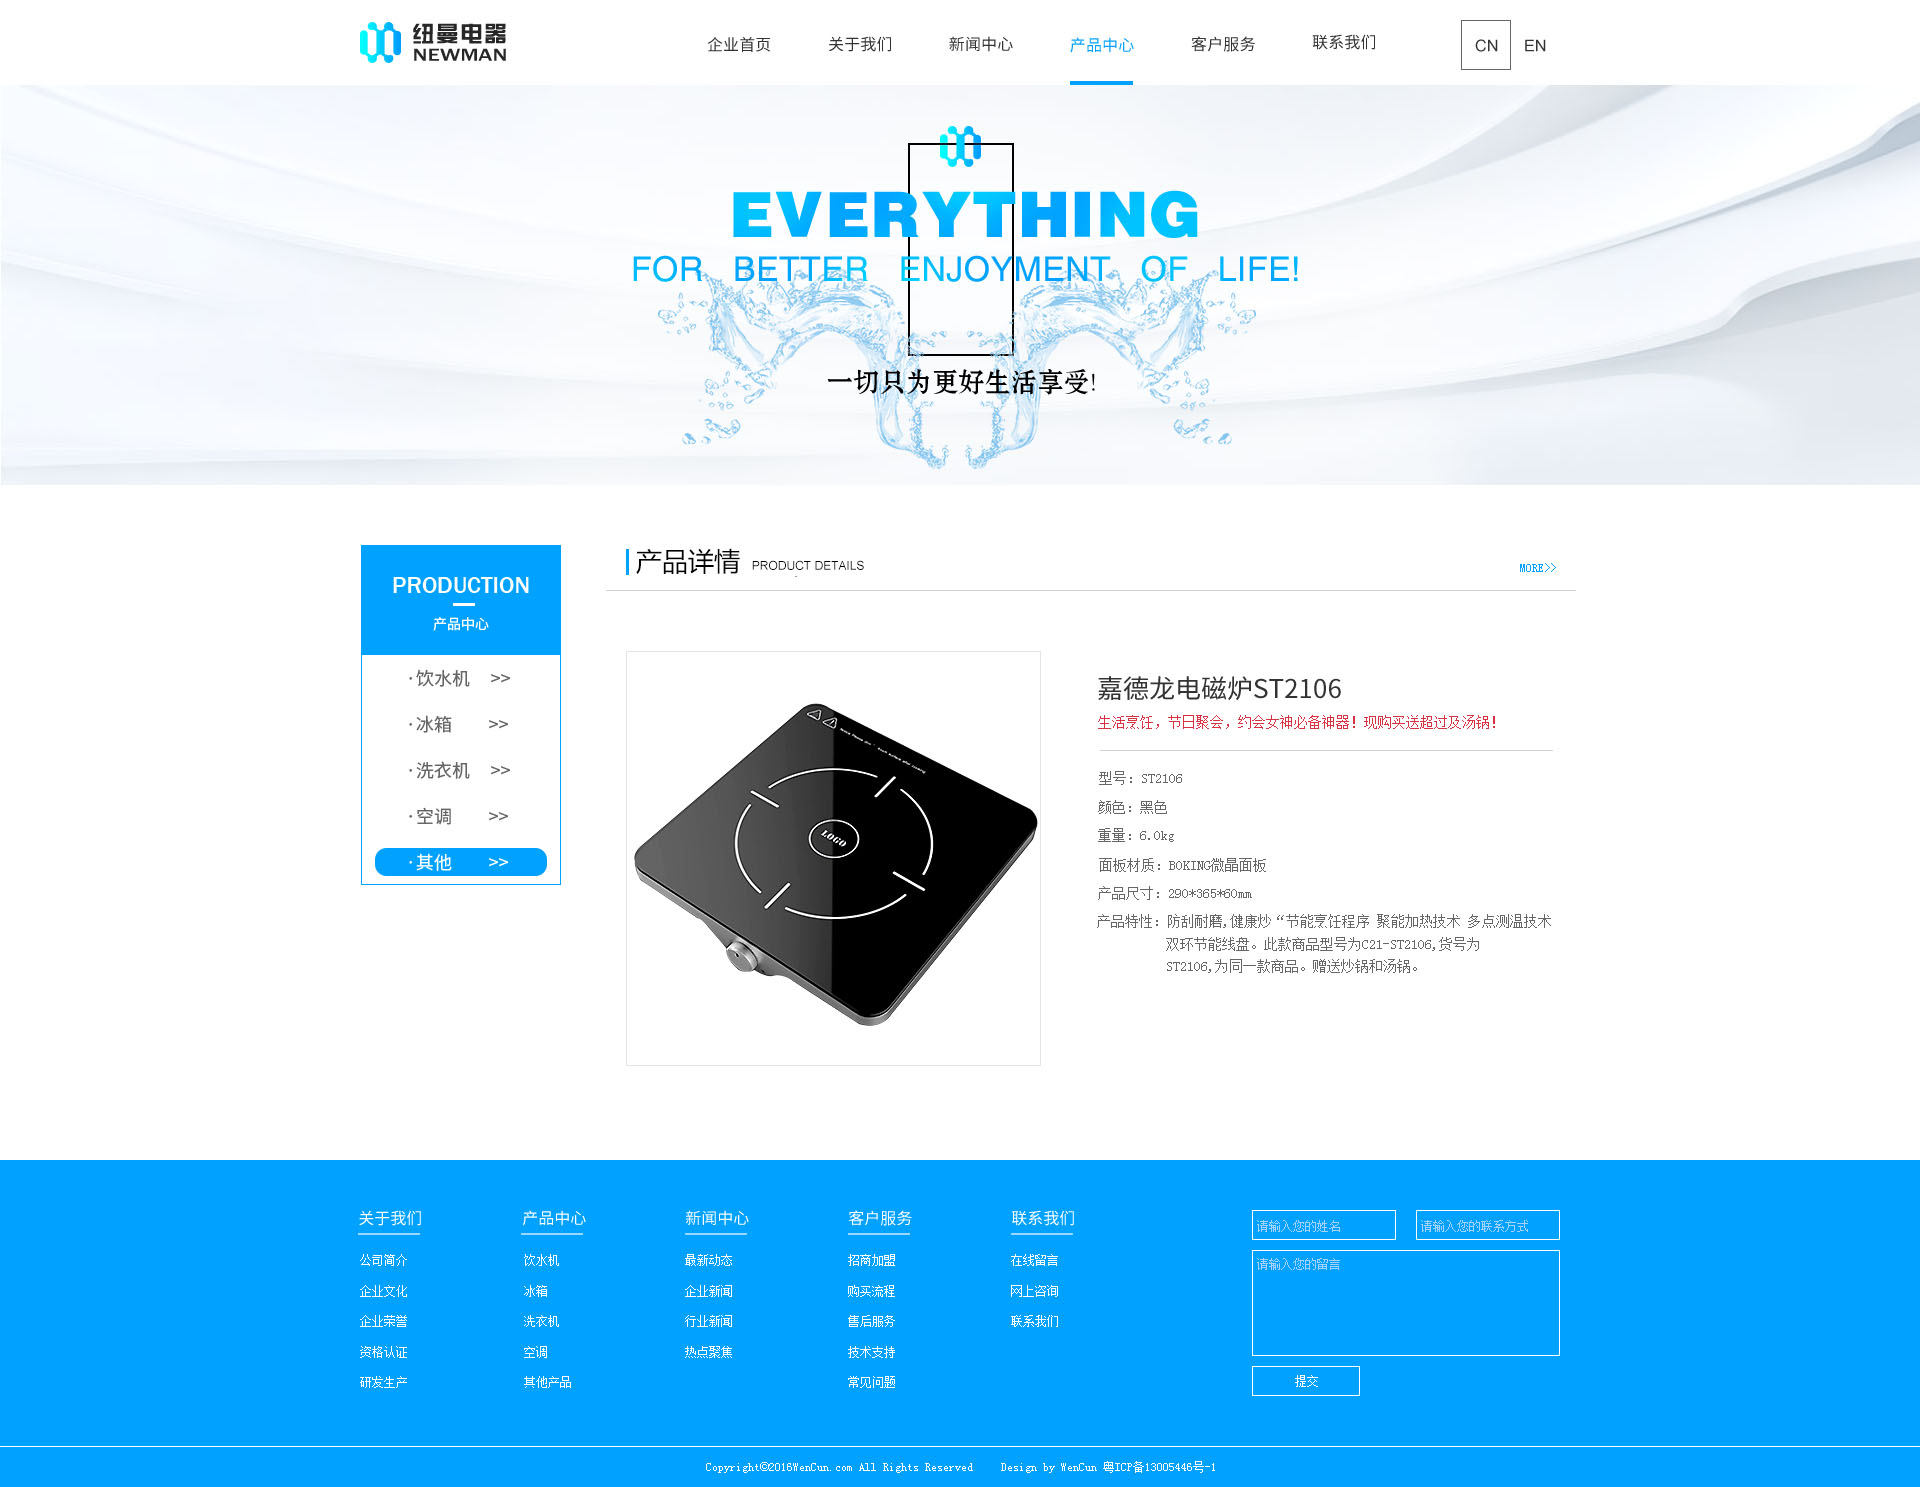 纽曼电器
NEWMAN
企业首页 关于我们 新闻中心 产品中心 客户服务 联系我们 CN EN
EVERYTHING
FOR BETTER ENJOYMENT OF LIFE!
一切只为更好生活享受!
PRODUCTION
产品中心
·饮水机 >>
·冰箱 >>
·洗衣机 >>
·空调 >>
·其他 >>
产品详情 PRODUCT DETAILS MORE>>
LOGO
嘉德龙电磁炉ST2106
生活烹饪，节日聚会，约会女神必备神器！现购买送超过及汤锅！
型号：ST2106
颜色：黑色
重量：6.0kg
面板材质：BOKING微晶面板
产品尺寸：290*365*60mm
产品特性：防刮耐磨,健康炒“节能烹饪程序 聚能加热技术 多点测温技术
双环节能线盘。此款商品型号为C21-ST2106,货号为
ST2106,为同一款商品。赠送炒锅和汤锅。
关于我们
公司简介
企业文化
企业荣誉
资格认证
研发生产
产品中心
饮水机
冰箱
洗衣机
空调
其他产品
新闻中心
最新动态
企业新闻
行业新闻
热点聚焦
客户服务
招商加盟
购买流程
售后服务
技术支持
常见问题
联系我们
在线留言
网上咨询
联系我们
请输入您的姓名 请输入您的联系方式
请输入您的留言
提交
Copyright©2016WenCun.com All Rights Reserved Design by WenCun 粤ICP备13005446号-1